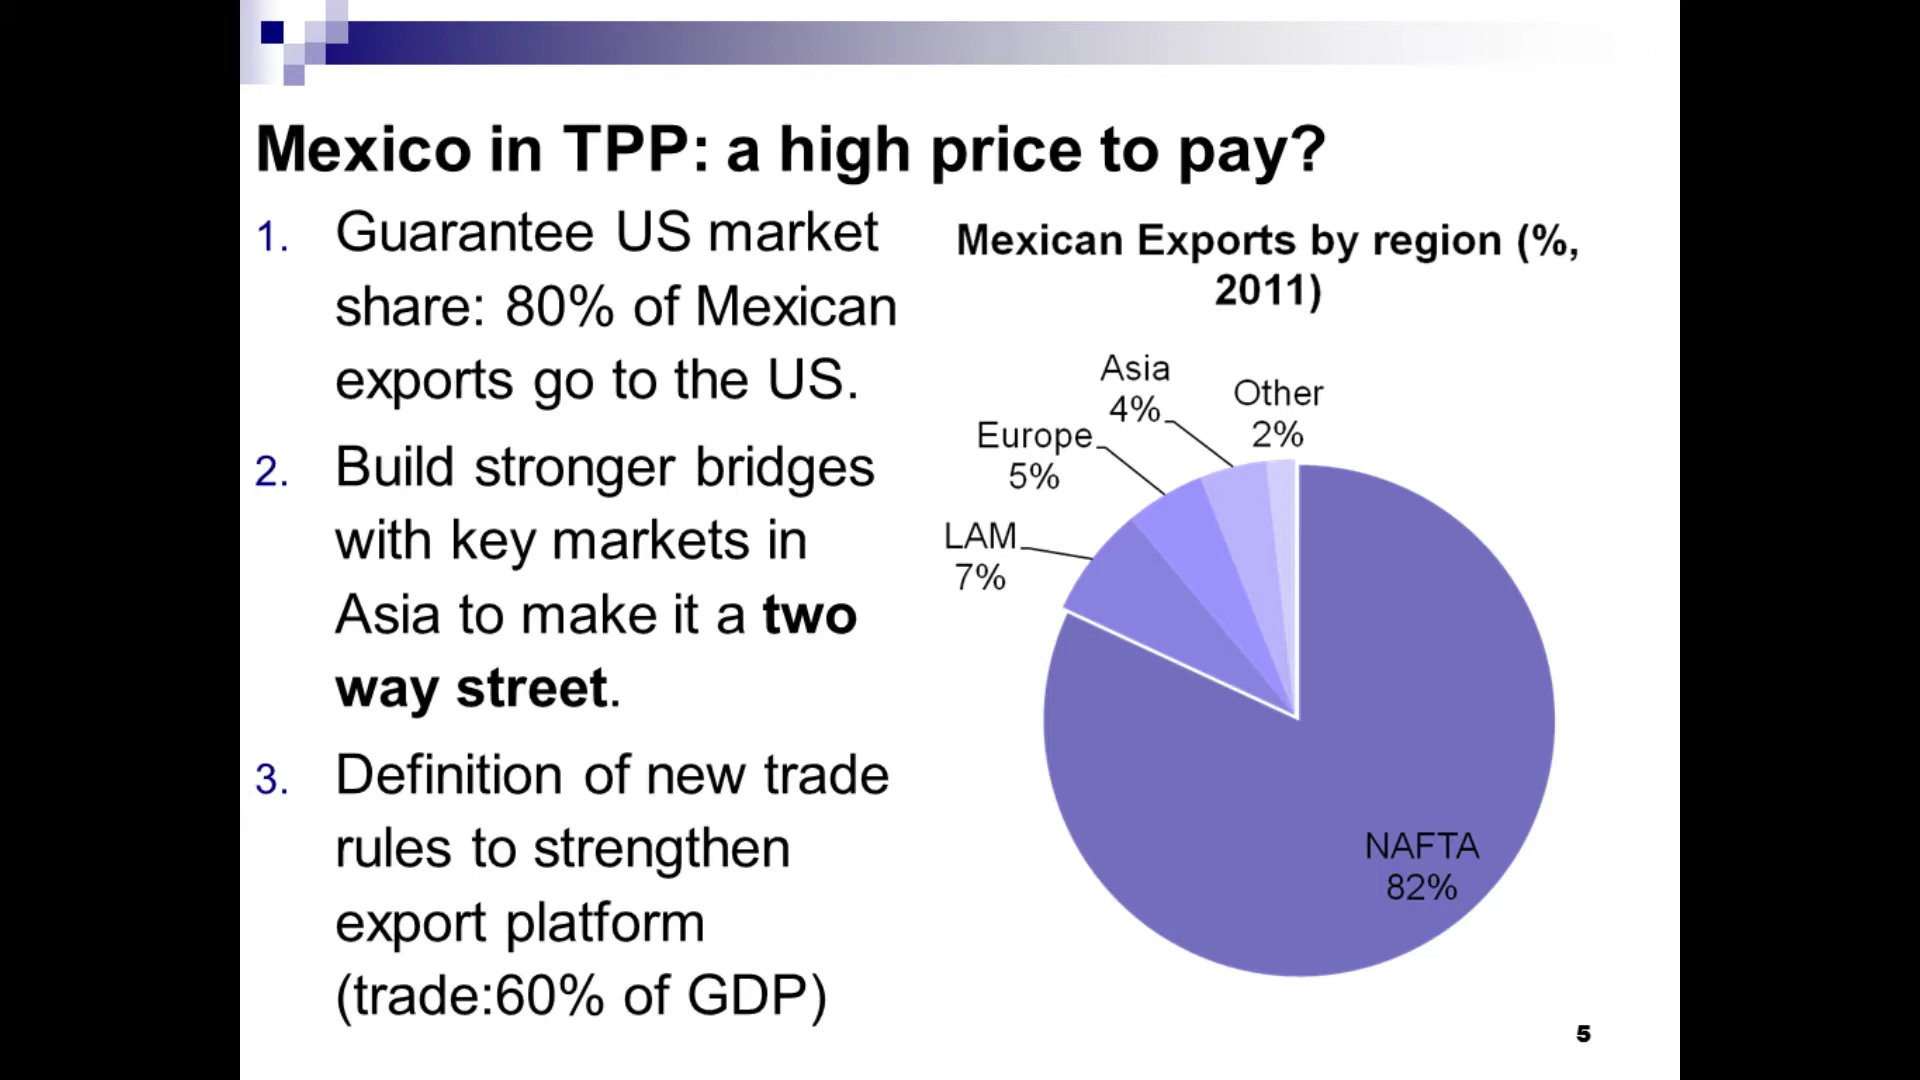 Mexico in TPP: a high price to pay?
1. Guarantee US market
share: 80% of Mexican
exports go to the US.
2. Build stronger bridges
with key markets in
Asia to make it a two
way street.
3. Definition of new trade
rules to strengthen
export platform
(trade:60% of GDP)
Mexican Exports by region (%,
2011)
Asia
4%
Other
2%
Europe
5%
LAM
7%
NAFTA
82%
5